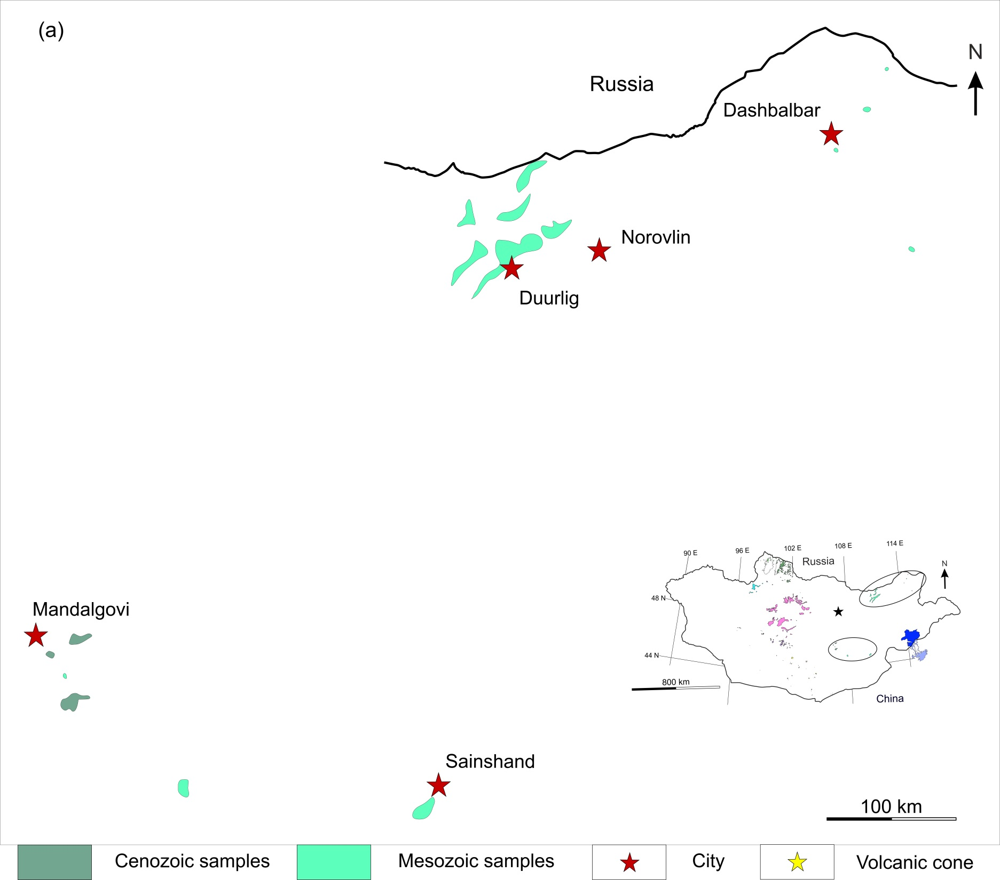 (a)
N
Russia
Dashbalbar
Norovlin
Duurlig
90 E
96 E
102 E
108 E
114 E
Russia
N
48 N
44 N
800 km
China
Mandalgovi
Sainshand
100 km
Cenozoic samples
Mesozoic samples
City
Volcanic cone